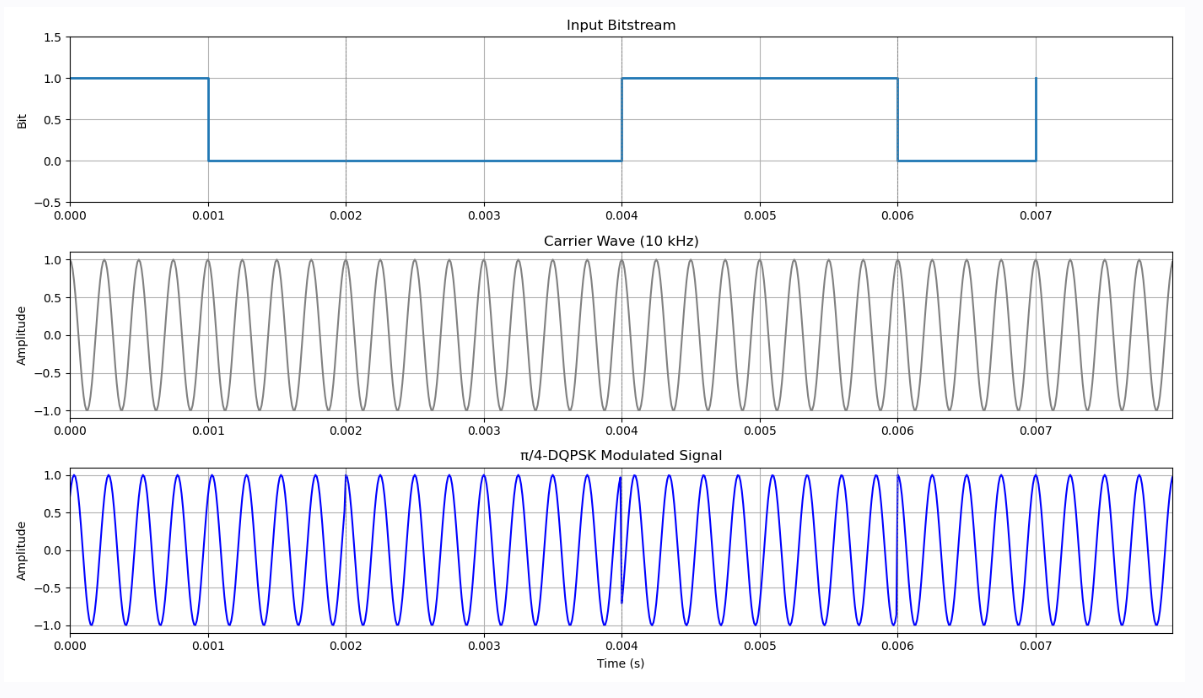 Input Bitstream
1.5
1.0
0.5
0.0
−0.5
Bit
0.000 0.001 0.002 0.003 0.004 0.005 0.006 0.007
Carrier Wave (10 kHz)
1.0
0.5
0.0
−0.5
−1.0
Amplitude
0.000 0.001 0.002 0.003 0.004 0.005 0.006 0.007
π/4-DQPSK Modulated Signal
1.0
0.5
0.0
−0.5
−1.0
Amplitude
0.000 0.001 0.002 0.003 0.004 0.005 0.006 0.007
Time (s)